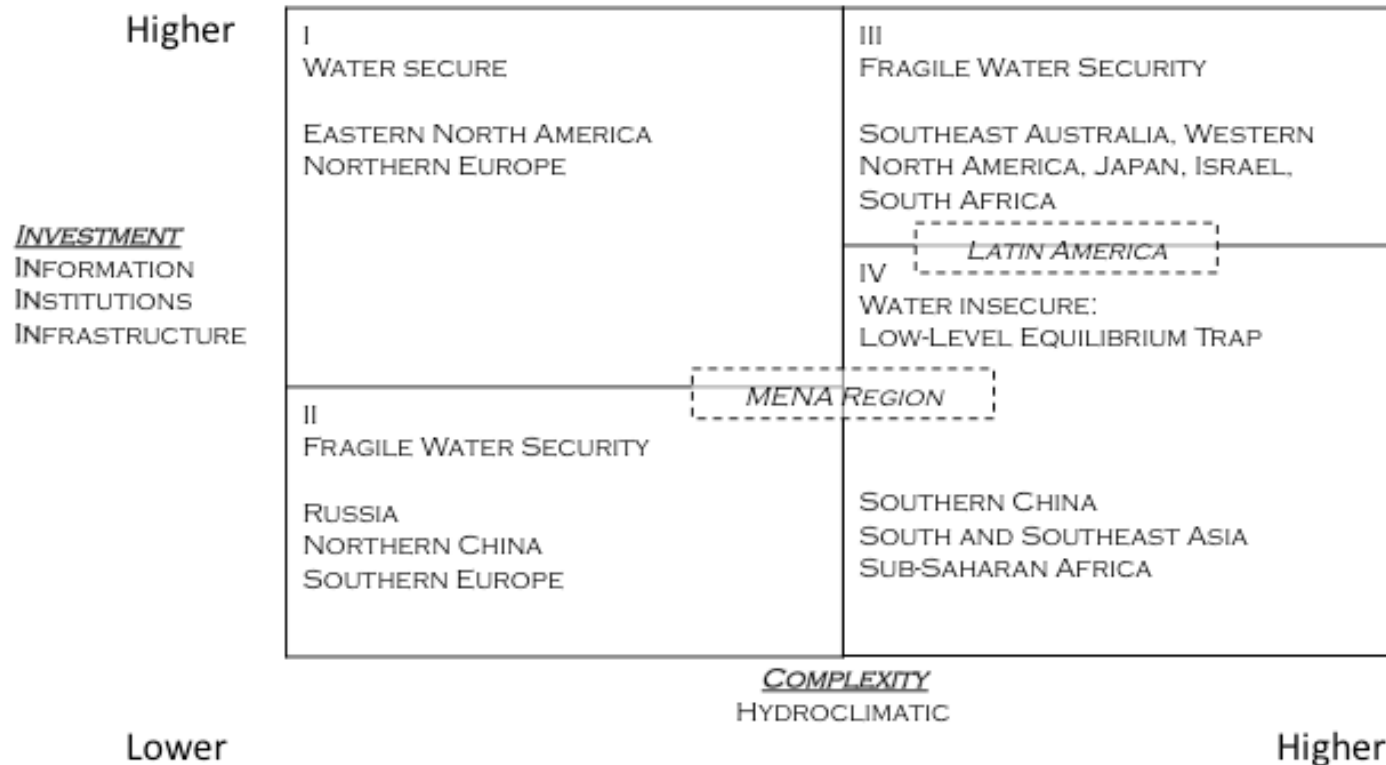 Higher
I
WATER SECURE
EASTERN NORTH AMERICA
NORTHERN EUROPE
III
FRAGILE WATER SECURITY
SOUTHEAST AUSTRALIA, WESTERN
NORTH AMERICA, JAPAN, ISRAEL,
SOUTH AFRICA
INVESTMENT
INFORMATION
INSTITUTIONS
INFRASTRUCTURE
LATIN AMERICA
IV
WATER INSECURE:
LOW-LEVEL EQUILIBRIUM TRAP
MENA REGION
II
FRAGILE WATER SECURITY
RUSSIA
NORTHERN CHINA
SOUTHERN EUROPE
SOUTHERN CHINA
SOUTH AND SOUTHEAST ASIA
SUB-SAHARAN AFRICA
COMPLEXITY
HYDROCLIMATIC
Lower
Higher